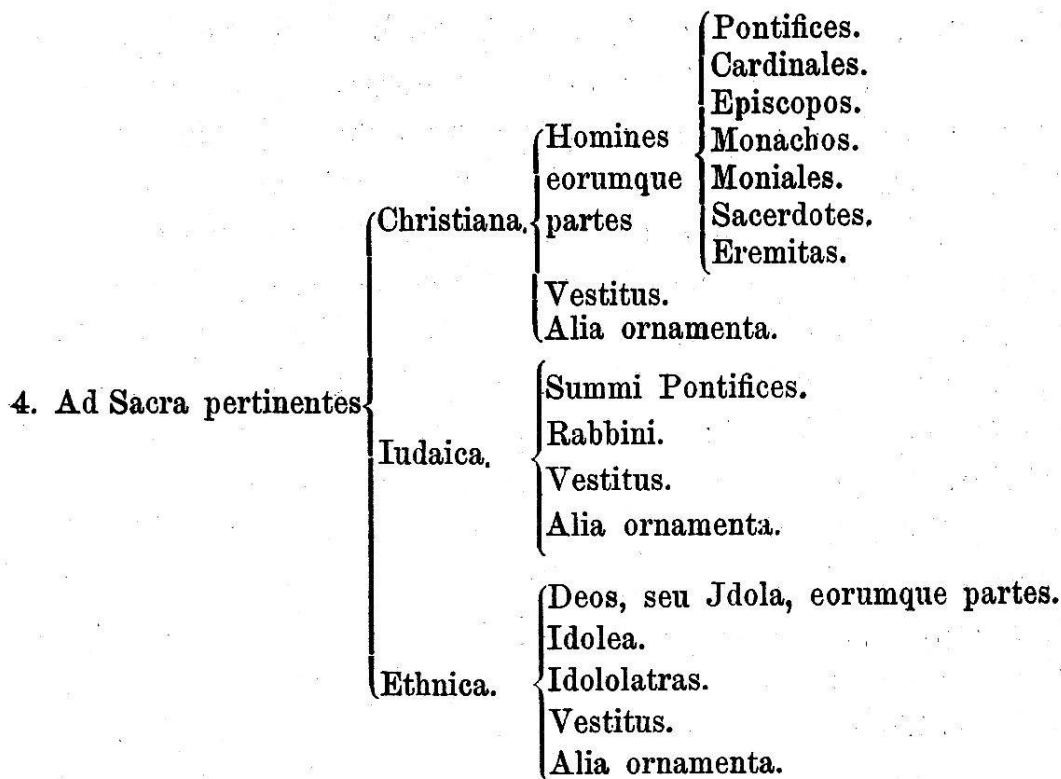 4. Ad Sacra pertinentes
Christiana.
Homines
eorumque
partes
Pontifices.
Cardinales.
Episcopos.
Monachos.
Moniales.
Sacerdotes.
Eremitas.
Vestitus.
Alia ornamenta.
Iudaica.
Summi Pontifices.
Rabbini.
Vestitus.
Alia ornamenta.
Ethnica.
Deos, seu Jdola, eorumque partes.
Idolea.
Idololatras.
Vestitus.
Alia ornamenta.